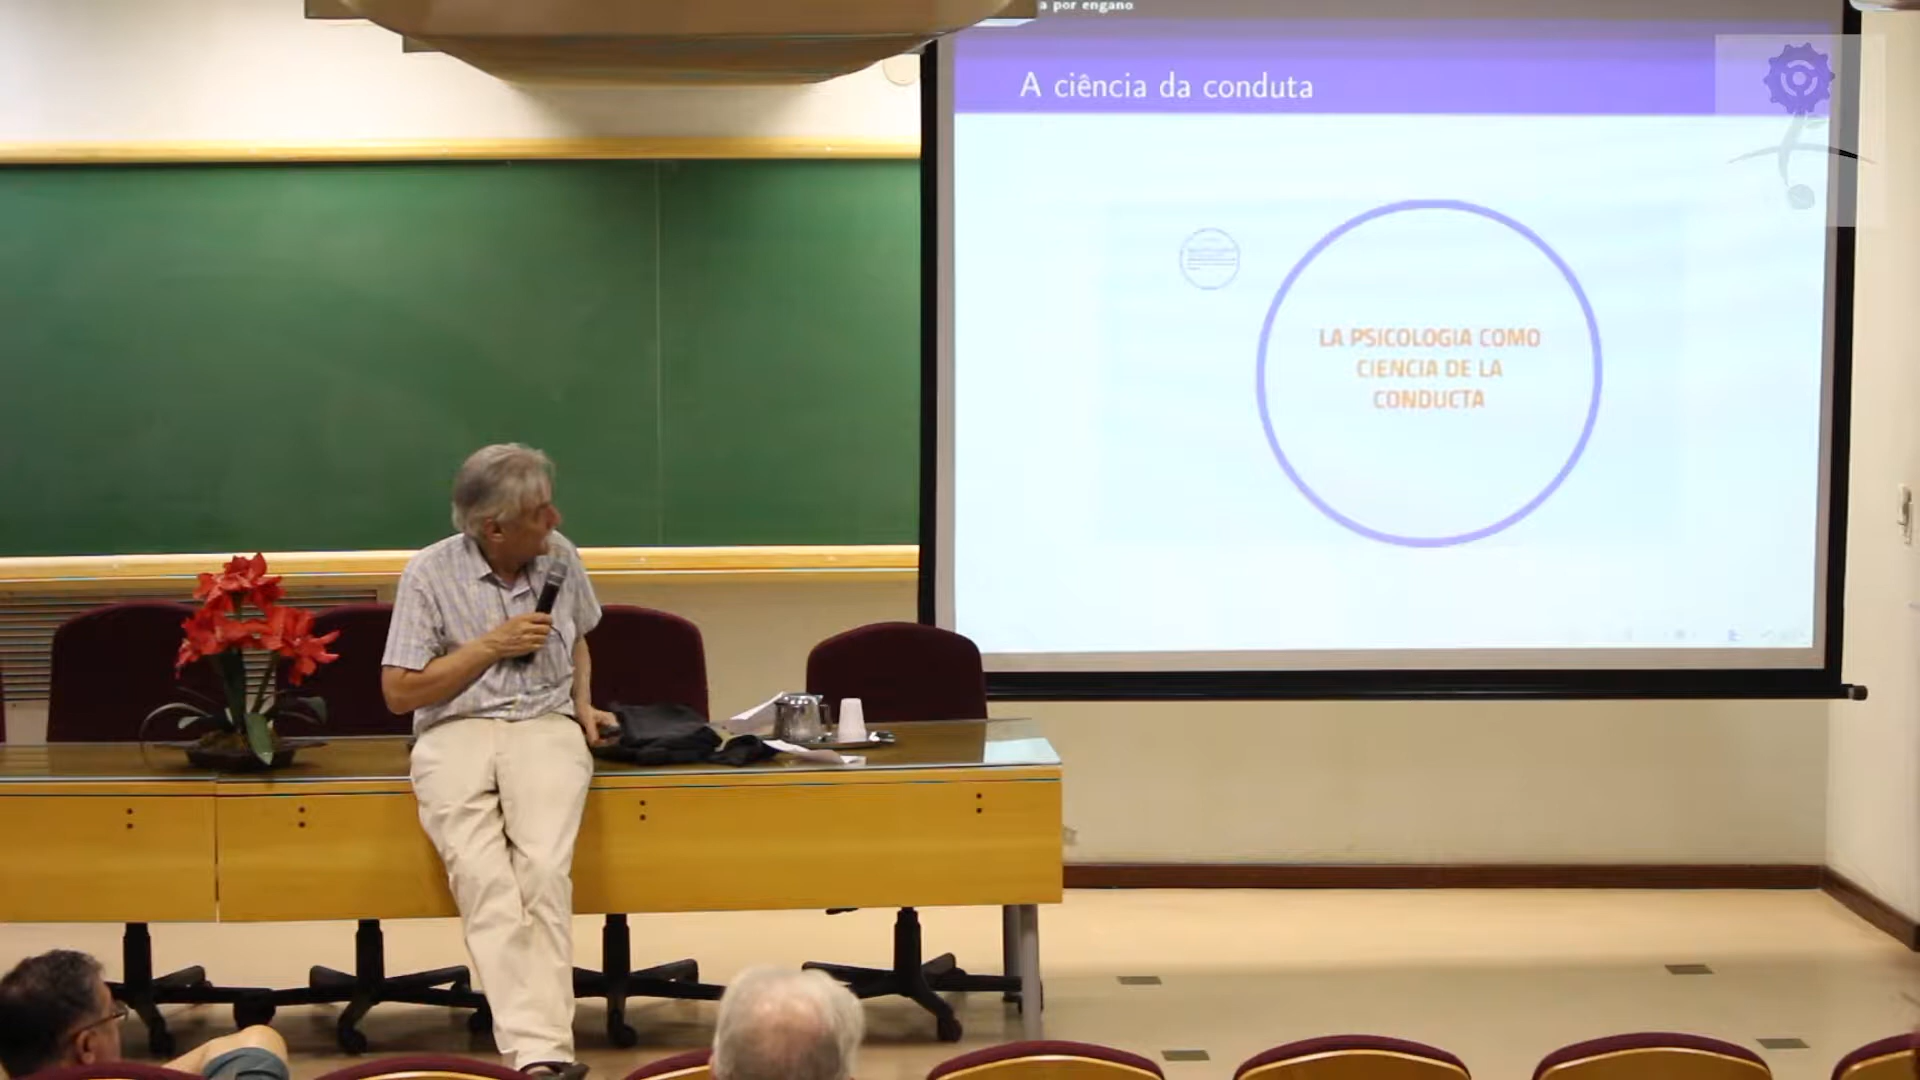 a por engano
A ciência da conduta
LA PSICOLOGIA COMO
CIENCIA DE LA
CONDUCTA